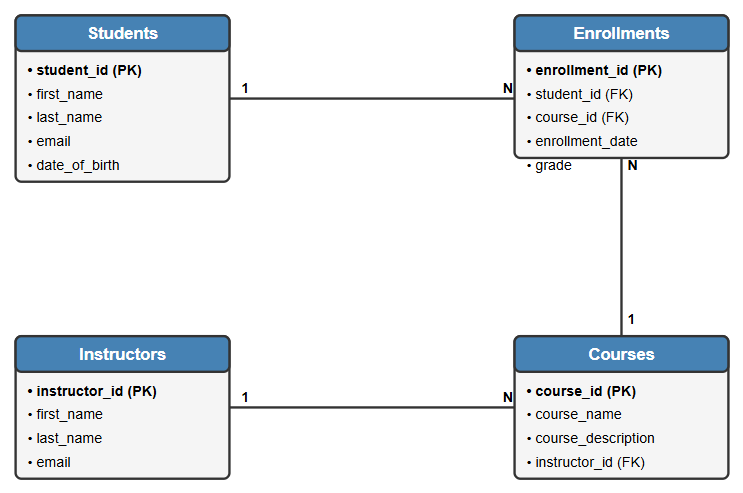 Students
• student_id (PK)
• first_name
• last_name
• email
• date_of_birth
1
N
Enrollments
• enrollment_id (PK)
• student_id (FK)
• course_id (FK)
• enrollment_date
• grade
N
1
Instructors
• instructor_id (PK)
• first_name
• last_name
• email
1
N
Courses
• course_id (PK)
• course_name
• course_description
• instructor_id (FK)